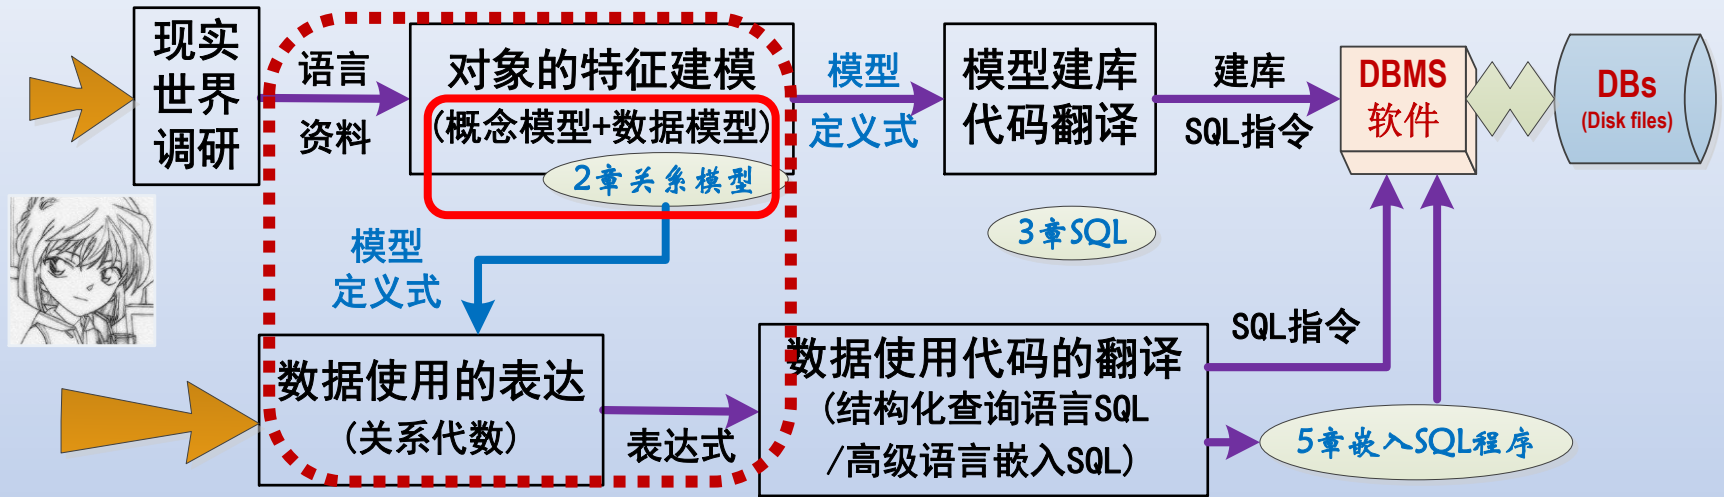 现实
世界
调研
语言
资料
对象的特征建模
(概念模型+数据模型)
2章关系模型
模型
定义式
模型建库
代码翻译
建库
SQL指令
DBMS
软件
DBs
(Disk files)
3章SQL
模型
定义式
数据使用的表达
(关系代数)
表达式
数据使用代码的翻译
(结构化查询语言SQL
/高级语言嵌入SQL)
SQL指令
5章嵌入SQL程序